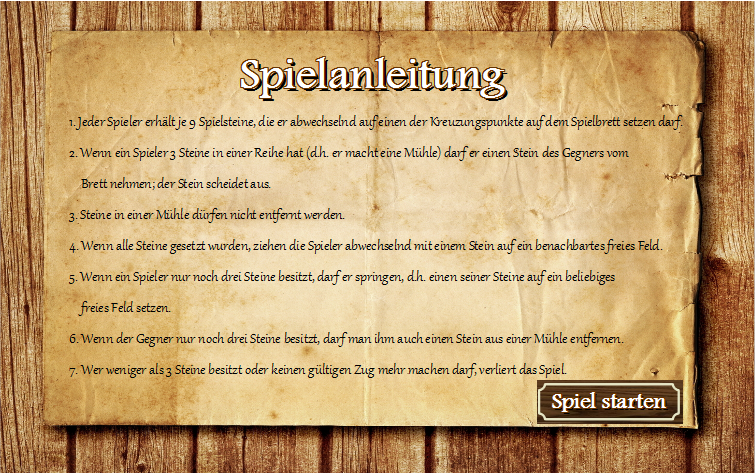 Spielanleitung
1. Jeder Spieler erhält je 9 Spielsteine, die er abwechselnd auf einen der Kreuzungspunkte auf dem Spielbrett setzen darf.
2. Wenn ein Spieler 3 Steine in einer Reihe hat (d.h. er macht eine Mühle) darf er einen Stein des Gegners vom
Brett nehmen; der Stein scheidet aus.
3. Steine in einer Mühle dürfen nicht entfernt werden.
4. Wenn alle Steine gesetzt wurden, ziehen die Spieler abwechselnd mit einem Stein auf ein benachbartes freies Feld.
5. Wenn ein Spieler nur noch drei Steine besitzt, darf er springen, d.h. einen seiner Steine auf ein beliebiges
freies Feld setzen.
6. Wenn der Gegner nur noch drei Steine besitzt, darf man ihm auch einen Stein aus einer Mühle entfernen.
7. Wer weniger als 3 Steine besitzt oder keinen gültigen Zug mehr machen darf, verliert das Spiel.
Spiel starten